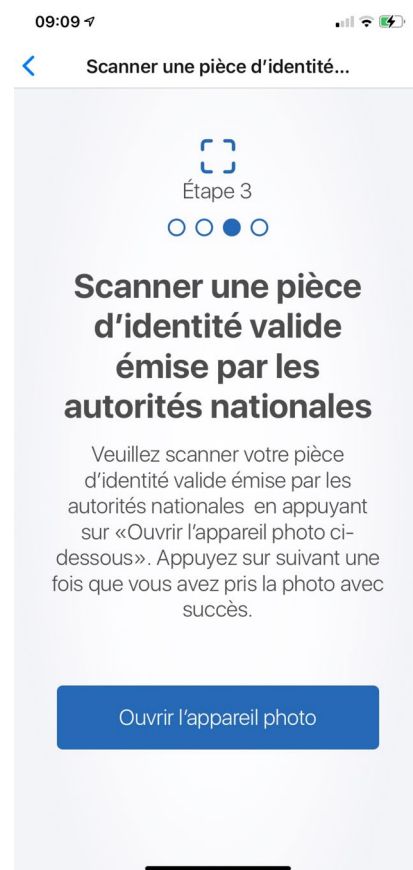 09:09
Scanner une pièce d'identité...
Étape 3
Scanner une pièce
d'identité valide
émise par les
autorités nationales
Veuillez scanner votre pièce
d'identité valide émise par les
autorités nationales  en appuyant
sur «Ouvrir l'appareil photo ci-
dessous». Appuyez sur suivant une
fois que vous avez pris la photo avec
succès.
Ouvrir l'appareil photo